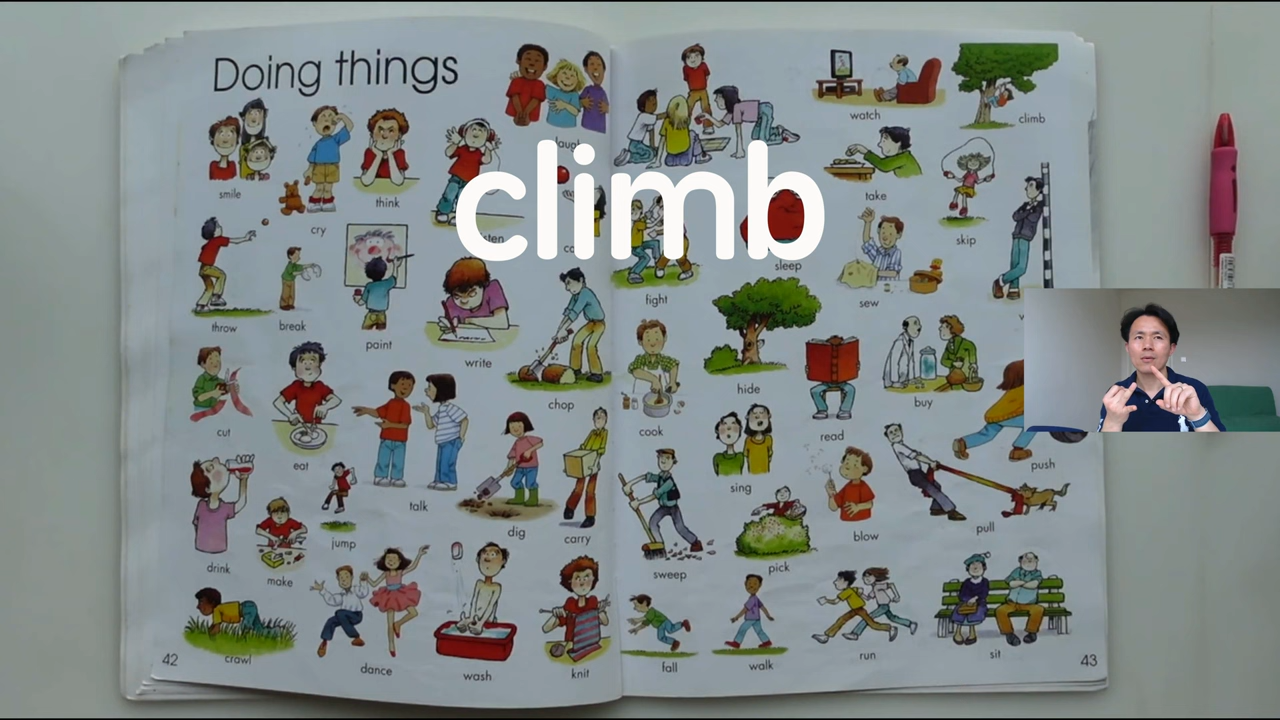 Doing things
climb
smile
cry
think
laugh
watch
climb
take
skip
throw
break
paint
write
chop
fight
sleep
sew
cut
eat
talk
dig
carry
cook
hide
read
buy
push
drink
make
jump
sweep
sing
pick
blow
pull
crawl
dance
wash
knit
fall
walk
run
sit
42
43